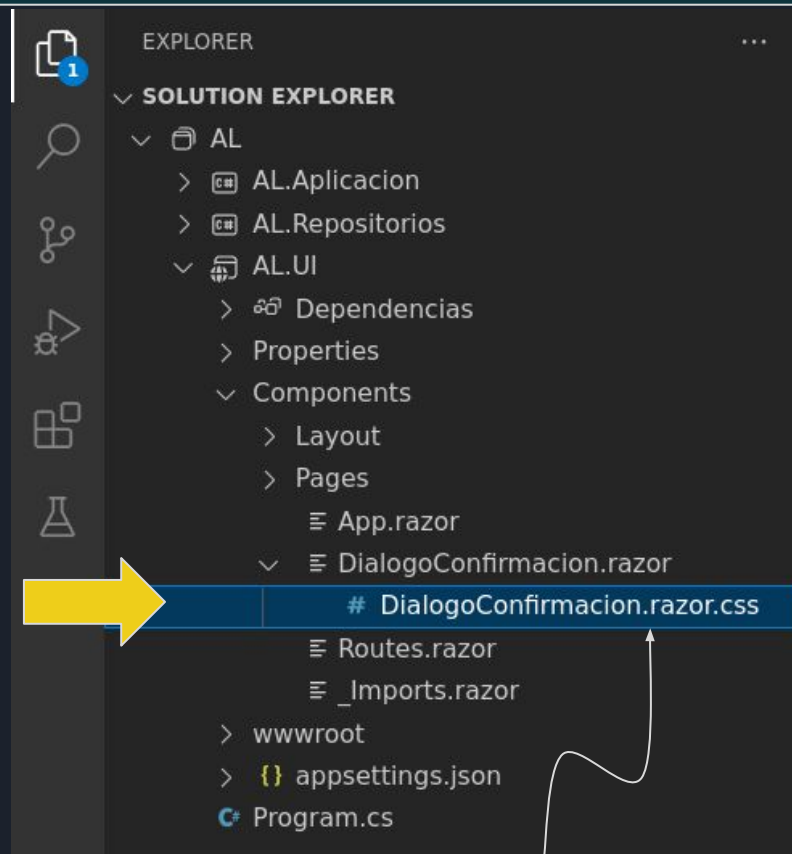 EXPLORER
1
SOLUTION EXPLORER
AL
C# AL.Aplicacion
C# AL.Repositorios
AL.UI
Dependencias
Properties
Components
Layout
Pages
App.razor
DialogoConfirmacion.razor
# DialogoConfirmacion.razor.css
Routes.razor
_Imports.razor
wwwroot
{} appsettings.json
C# Program.cs